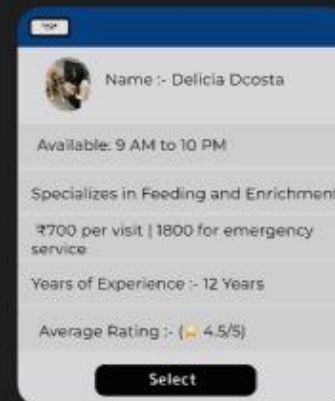 Name :- Delicia Dcosta
Available: 9 AM to 10 PM
Specializes in Feeding and Enrichment
₹700 per visit | 1800 for emergency
service
Years of Experience :- 12 Years
Average Rating :- (⭐ 4.5/5)
Select